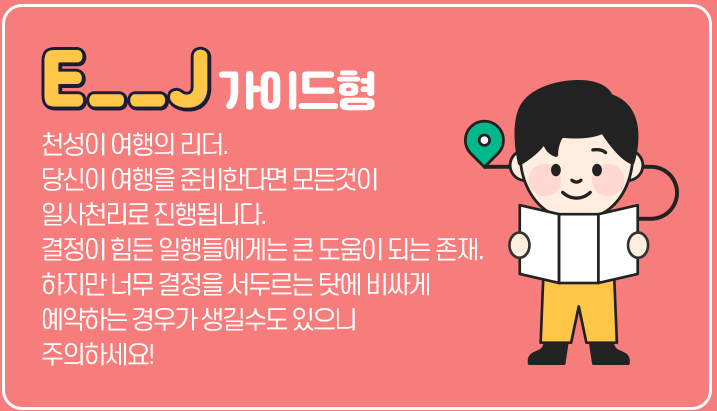 E__J 가이드형
천성이 여행의 리더.
당신이 여행을 준비한다면 모든것이
일사천리로 진행됩니다.
결정이 힘든 일행들에게는 큰 도움이 되는 존재.
하지만 너무 결정을 서두르는 탓에 비싸게
예약하는 경우가 생길수도 있으니
주의하세요!